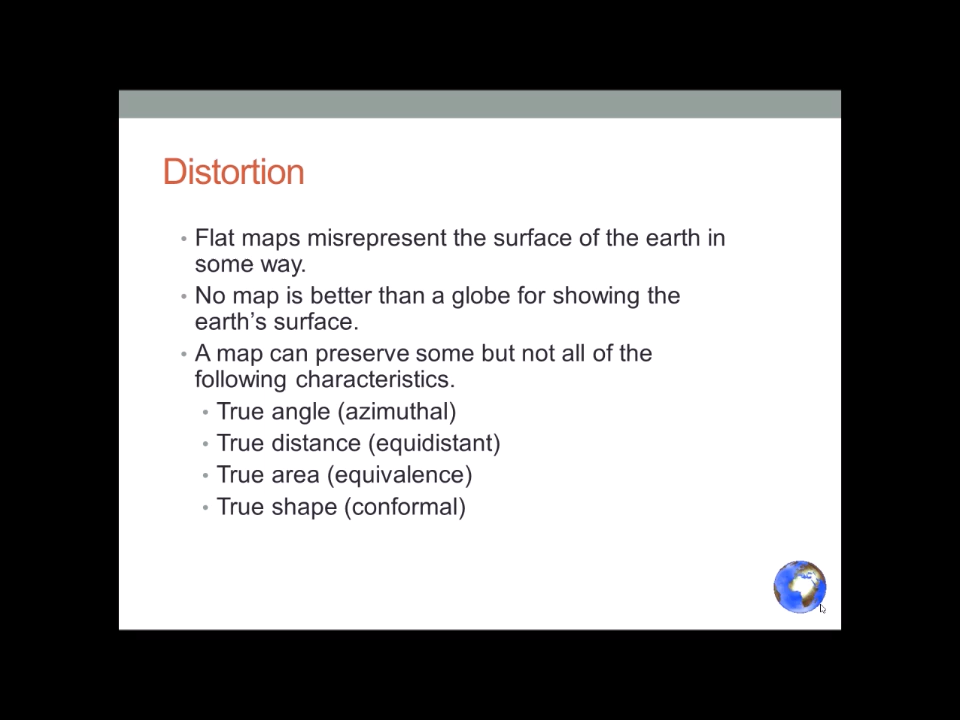 Distortion
• Flat maps misrepresent the surface of the earth in
some way.
• No map is better than a globe for showing the
earth's surface.
• A map can preserve some but not all of the
following characteristics.
• True angle (azimuthal)
• True distance (equidistant)
• True area (equivalence)
• True shape (conformal)